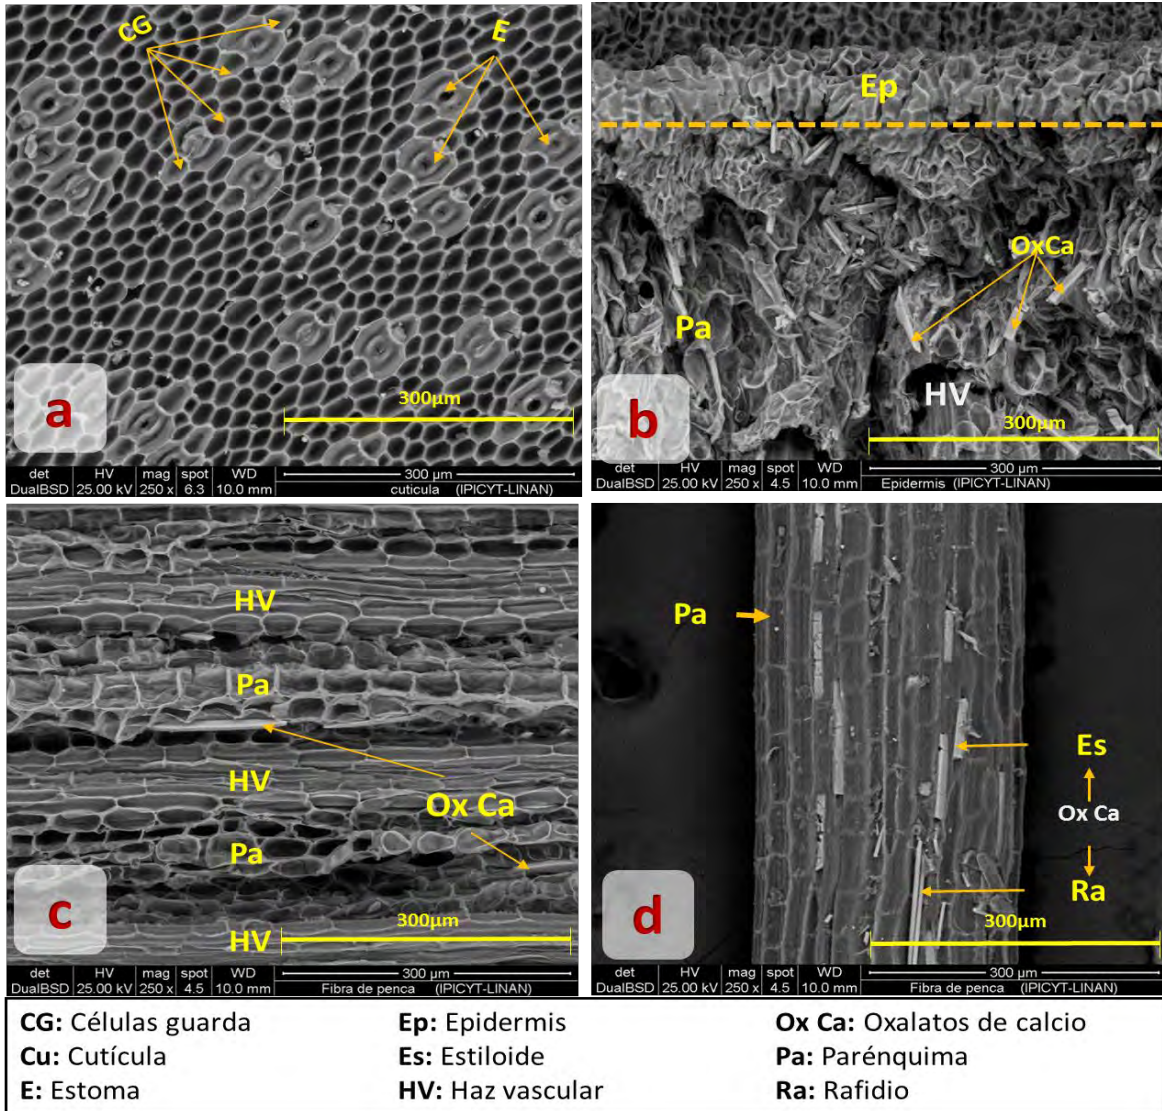 CG
E
300µm
a
det HV mag spot WD 300 µm
DualBSD 25.00 kV 250 x 6.3 10.0 mm cuticula (IPICYT-LINAN)
Ep
OxCa
Pa
HV
300µm
b
det HV mag spot WD 300 µm
DualBSD 25.00 kV 250 x 4.5 10.0 mm Epidermis (IPICYT-LINAN)
HV
Pa
HV
Ox Ca
Pa
c
300µm
HV
det HV mag spot WD 300 µm
DualBSD 25.00 kV 250 x 4.5 10.0 mm Fibra de penca (IPICYT-LINAN)
Pa
Es
Ox Ca
Ra
d
300µm
det HV mag spot WD 300 µm
DualBSD 25.00 kV 250 x 4.5 10.0 mm Fibra de penca (IPICYT-LINAN)
CG: Células guarda Ep: Epidermis Ox Ca: Oxalatos de calcio
Cu: Cutícula Es: Estiloide Pa: Parénquima
E: Estoma HV: Haz vascular Ra: Rafidio